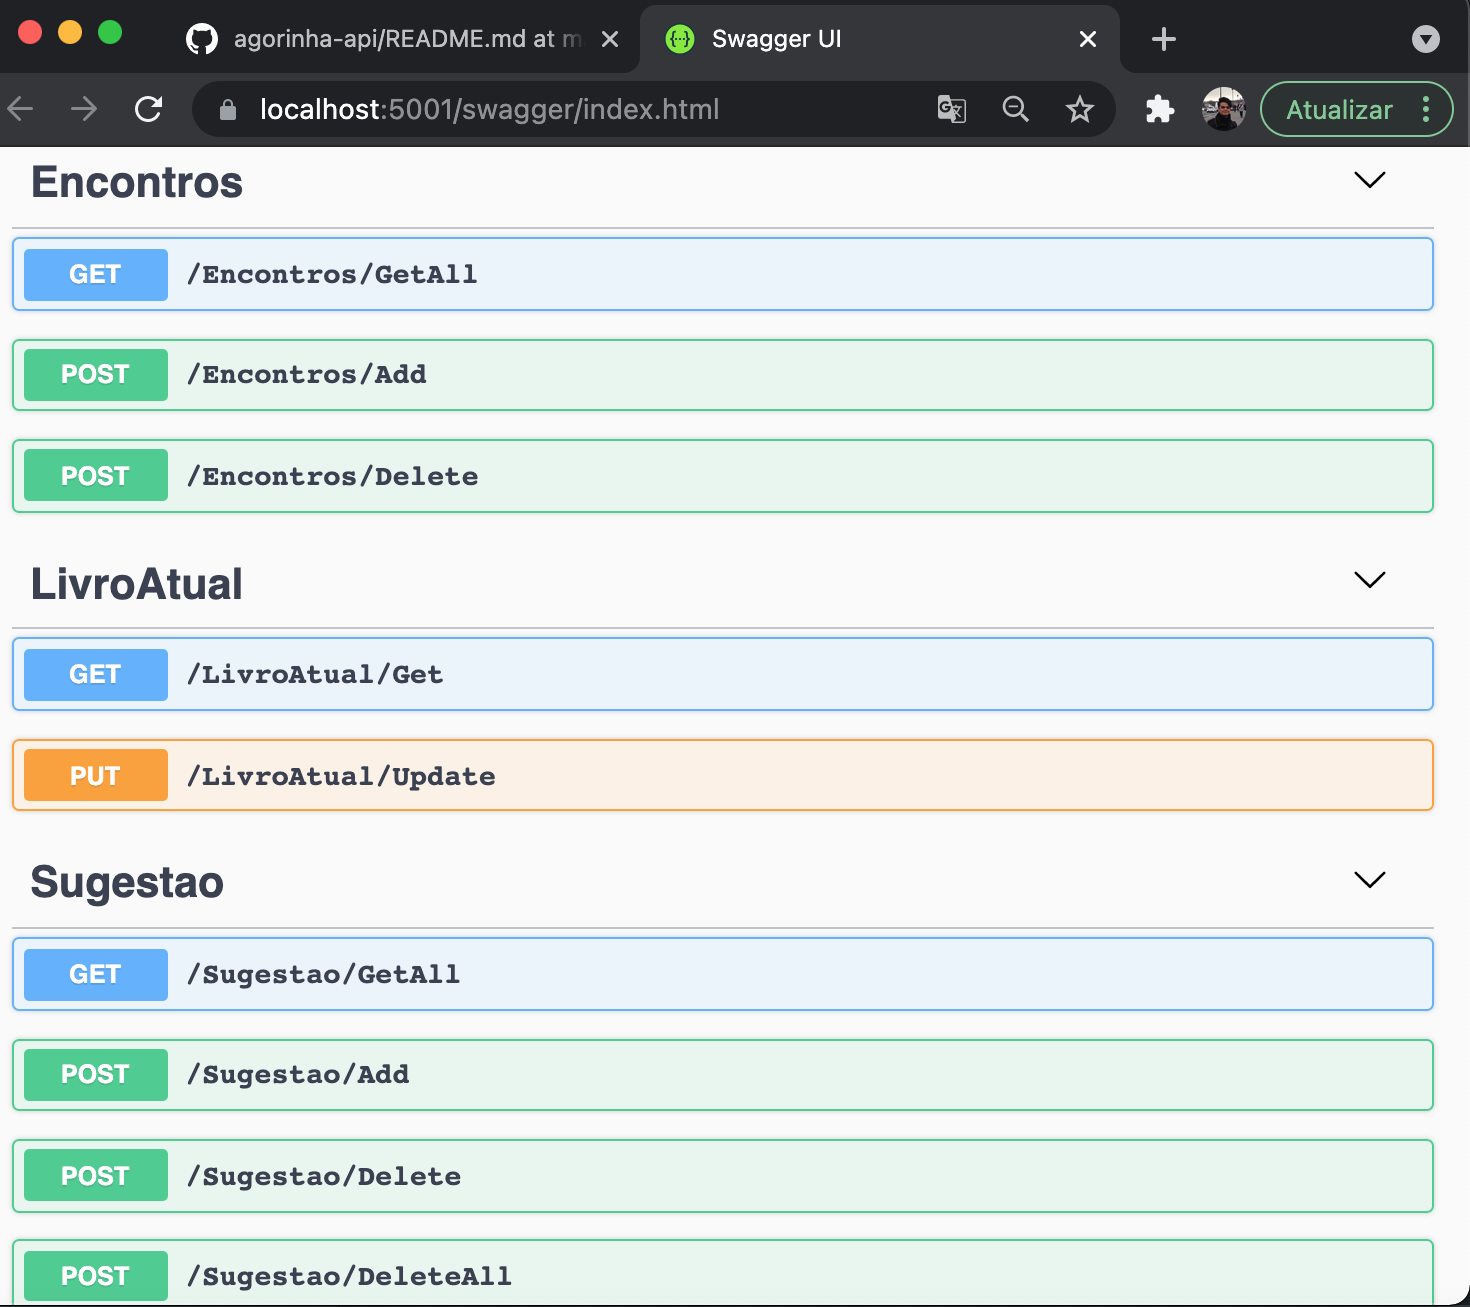 agorinha-api/README.md at m
Swagger UI
localhost:5001/swagger/index.html
Atualizar
Encontros
GET /Encontros/GetAll
POST /Encontros/Add
POST /Encontros/Delete
LivroAtual
GET /LivroAtual/Get
PUT /LivroAtual/Update
Sugestao
GET /Sugestao/GetAll
POST /Sugestao/Add
POST /Sugestao/Delete
POST /Sugestao/DeleteAll